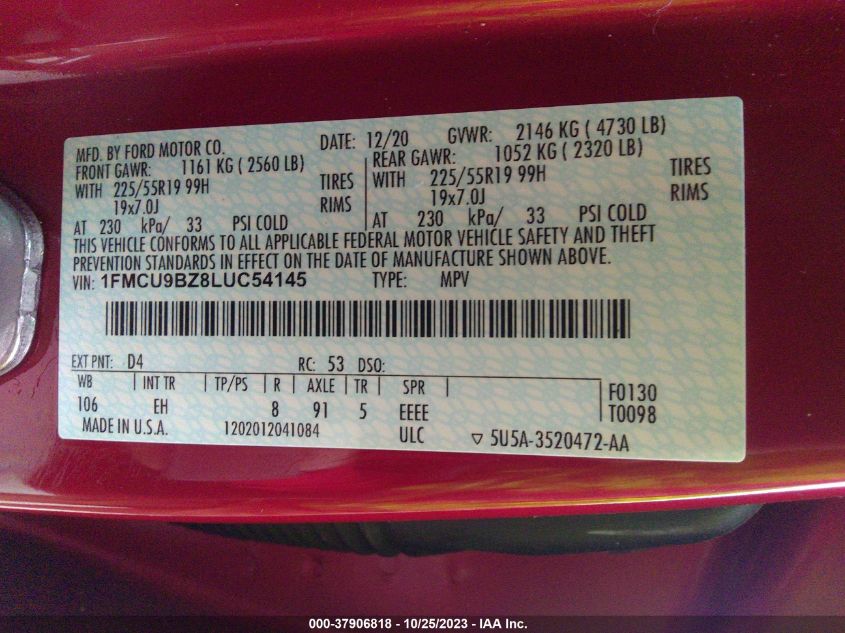 MFD. BY FORD MOTOR CO. DATE: 12/20 GVWR: 2146 KG ( 4730 LB)
FRONT GAWR: 1161 KG ( 2560 LB) REAR GAWR: 1052 KG ( 2320 LB)
WITH 225/55R19 99H TIRES WITH 225/55R19 99H TIRES
19x7.0J RIMS 19x7.0J RIMS
AT 230 kPa/ 33 PSI COLD AT 230 kPa/ 33 PSI COLD
THIS VEHICLE CONFORMS TO ALL APPLICABLE FEDERAL MOTOR VEHICLE SAFETY AND THEFT
PREVENTION STANDARDS IN EFFECT ON THE DATE OF MANUFACTURE SHOWN ABOVE.
VIN: 1FMCU9BZ8LUC54145 TYPE: MPV
EXT PNT: D4 RC: 53 DSO:
WB INT TR TP/PS R AXLE TR SPR F0130
106 EH 8 91 5 EEEE T0098
MADE IN U.S.A. 1202012041084 ULC ▽ 5U5A-3520472-AA
000-37906818 - 10/25/2023 - IAA Inc.